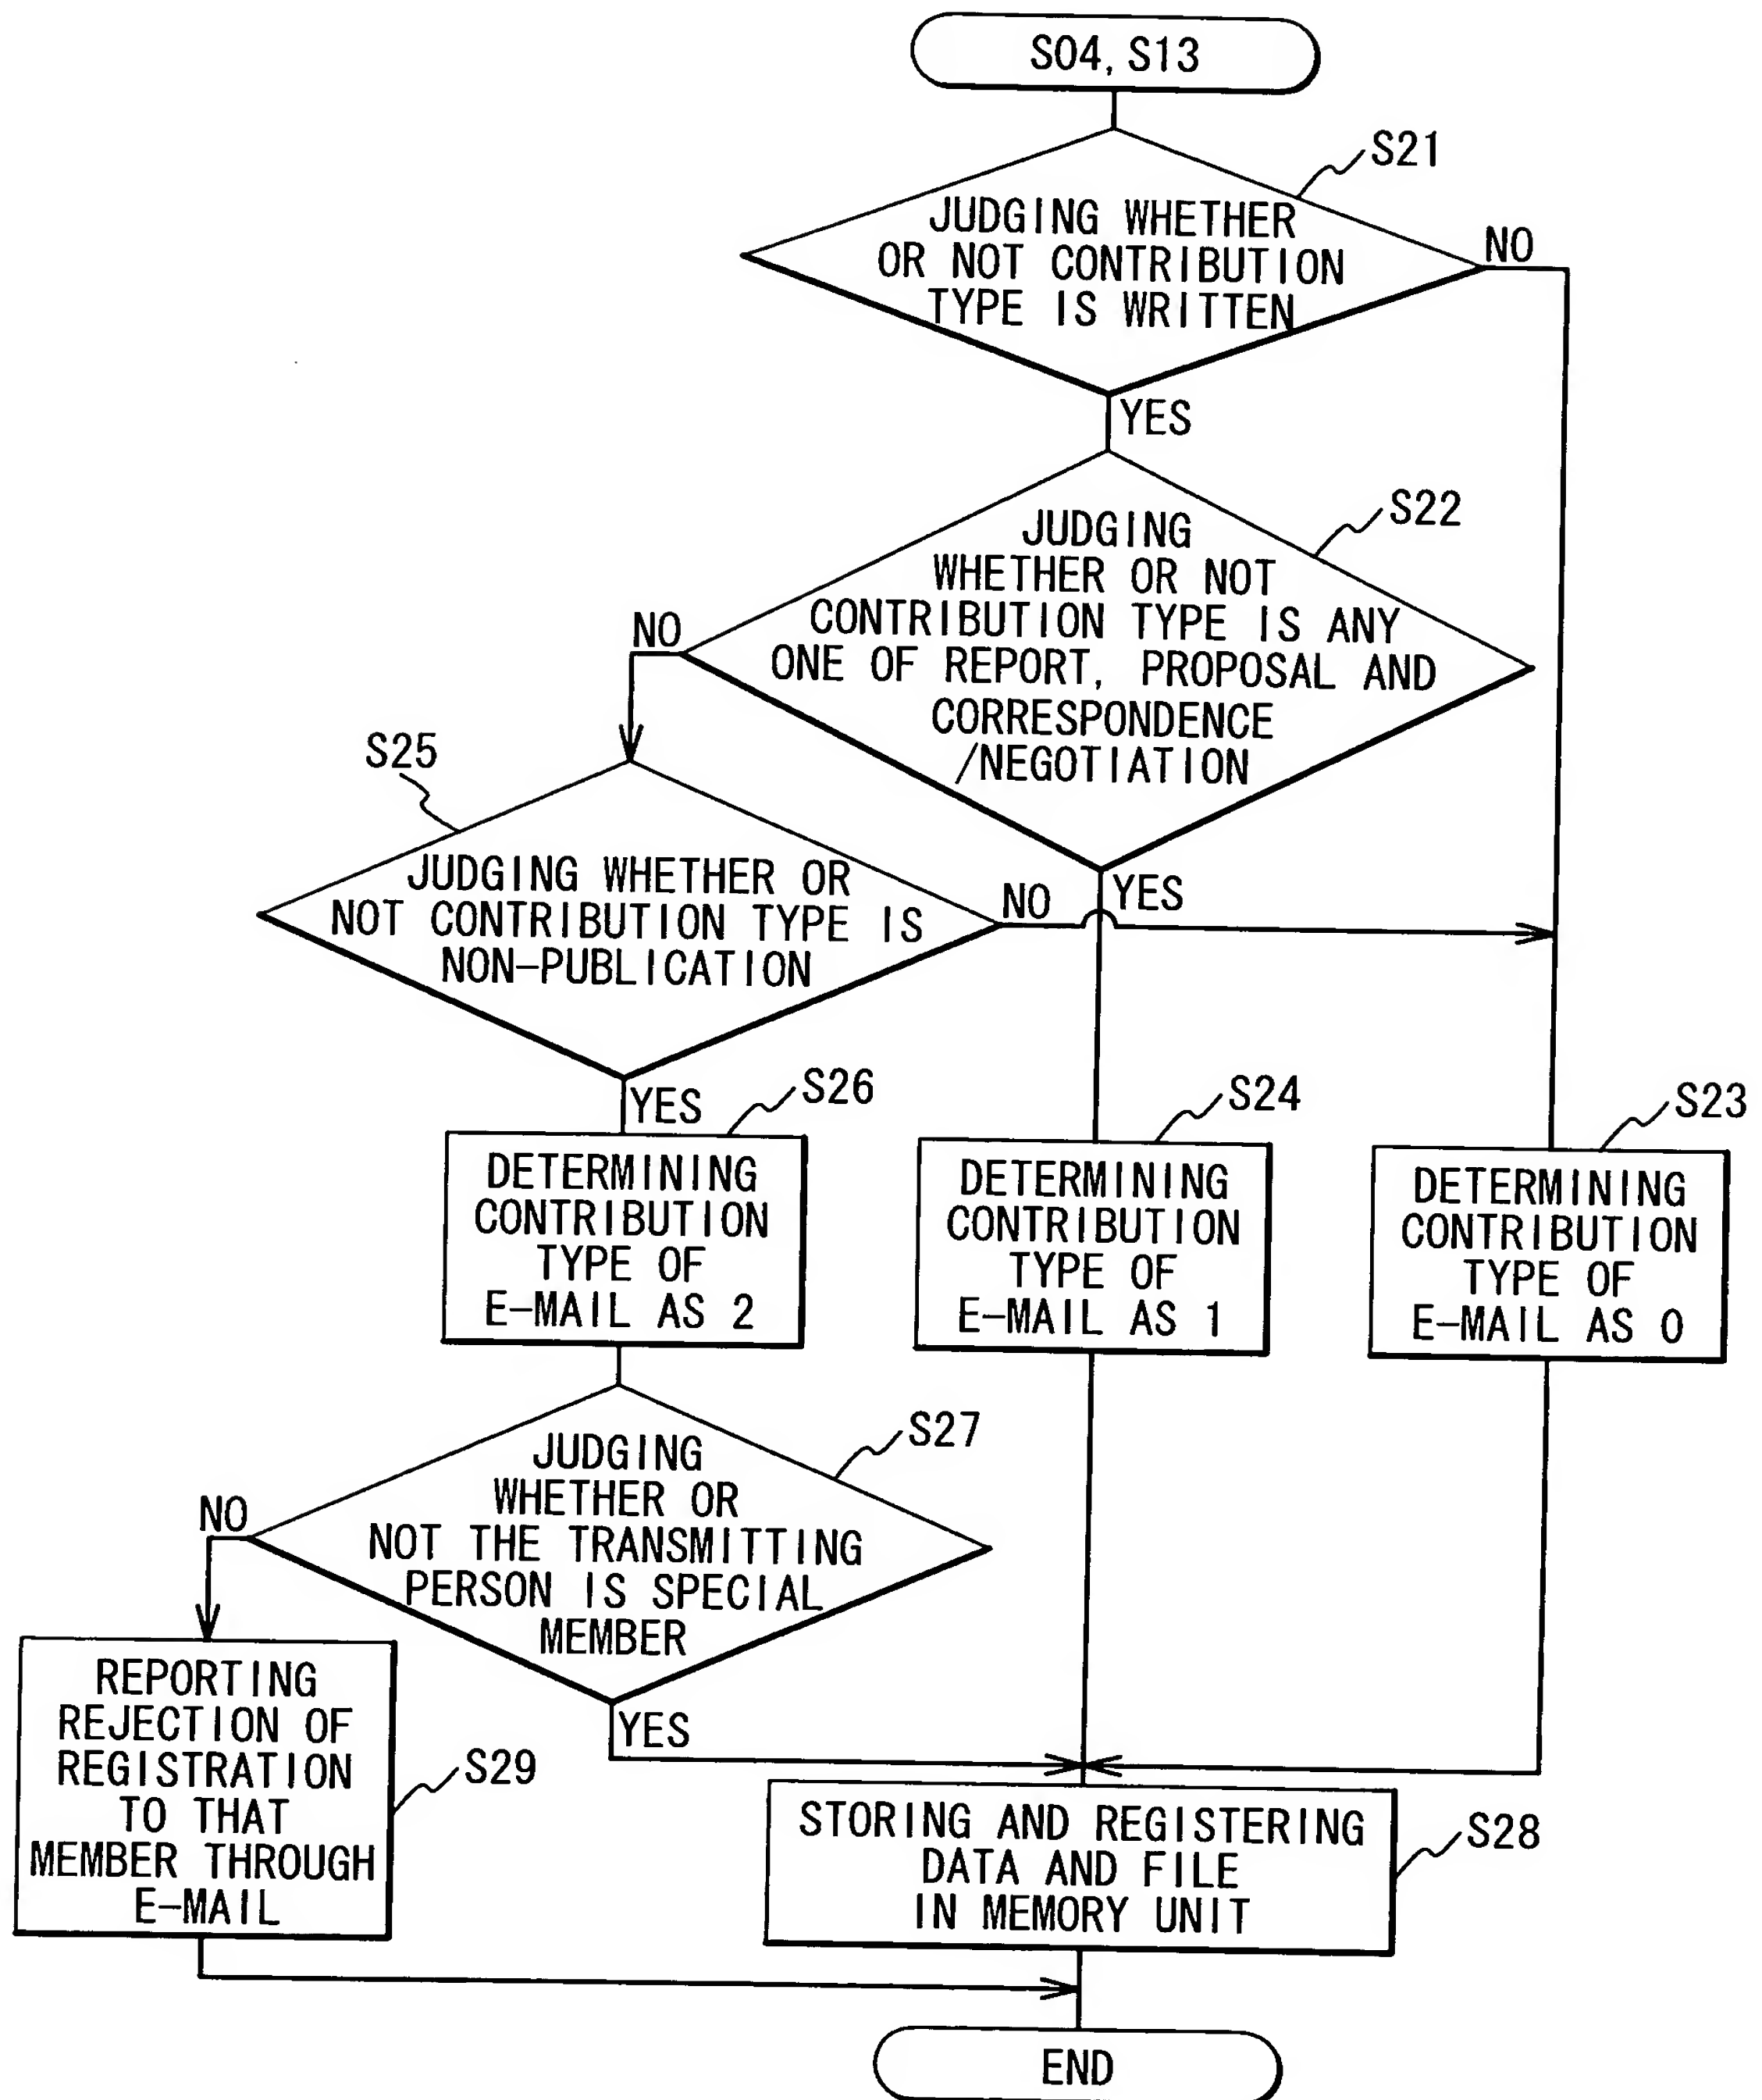 S04, S13
S21
JUDGING WHETHER
OR NOT CONTRIBUTION
TYPE IS WRITTEN
NO
YES
S22
JUDGING
WHETHER OR NOT
CONTRIBUTION TYPE IS ANY
ONE OF REPORT, PROPOSAL AND
CORRESPONDENCE
/NEGOTIATION
NO
YES
S25
JUDGING WHETHER OR
NOT CONTRIBUTION TYPE IS
NON-PUBLICATION
NO
YES
S26
DETERMINING
CONTRIBUTION
TYPE OF
E-MAIL AS 2
S24
DETERMINING
CONTRIBUTION
TYPE OF
E-MAIL AS 1
S23
DETERMINING
CONTRIBUTION
TYPE OF
E-MAIL AS 0
S27
JUDGING
WHETHER OR
NOT THE TRANSMITTING
PERSON IS SPECIAL
MEMBER
NO
YES
REPORTING
REJECTION OF
REGISTRATION
TO THAT
MEMBER THROUGH
E-MAIL
S29
STORING AND REGISTERING
DATA AND FILE
IN MEMORY UNIT
S28
END